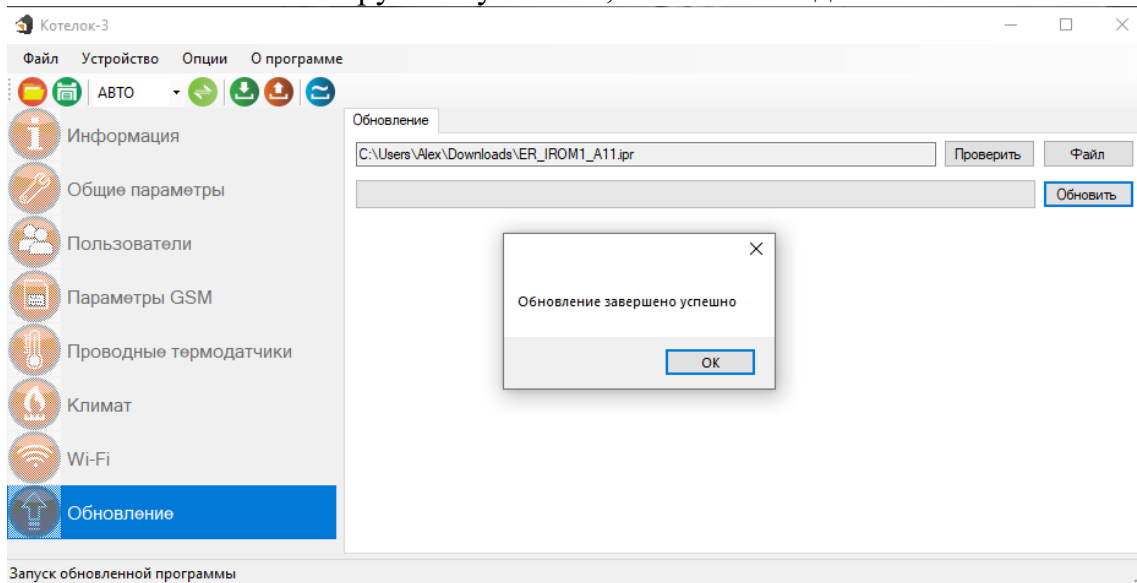 Котелок-3
Файл Устройство Опции О программе
АВТО
Информация
Общие параметры
Пользователи
Параметры GSM
Проводные термодатчики
Климат
Wi-Fi
Обновление
Обновление
C:\Users\Alex\Downloads\ER_IROM1_A11.ipr Проверить Файл
Обновить
Обновление завершено успешно
OK
Запуск обновленной программы